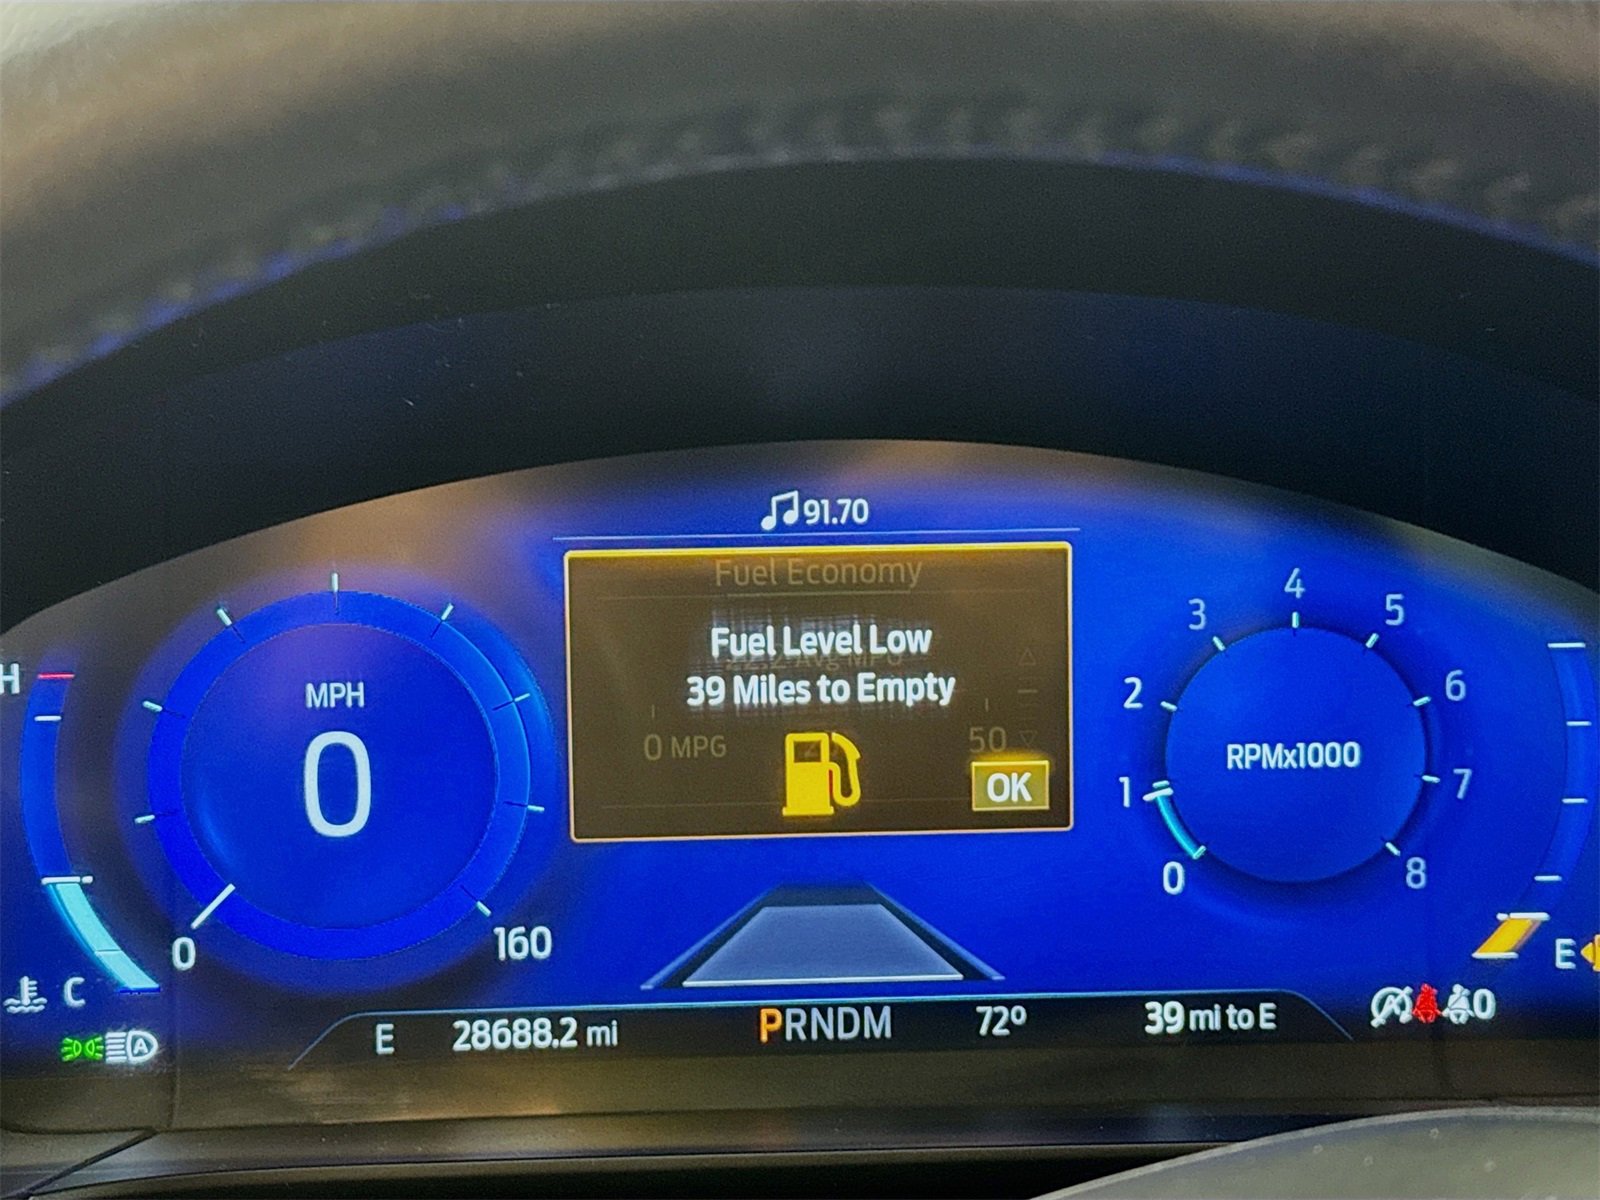 91.70
Fuel Economy
Fuel Level Low
39 Miles to Empty
0 MPG
50
OK
H
C
MPH
0
0
160
RPMx1000
0
1
2
3
4
5
6
7
8
E
A
E
28688.2 mi
PRNDM
72°
39 mi to E
A
0